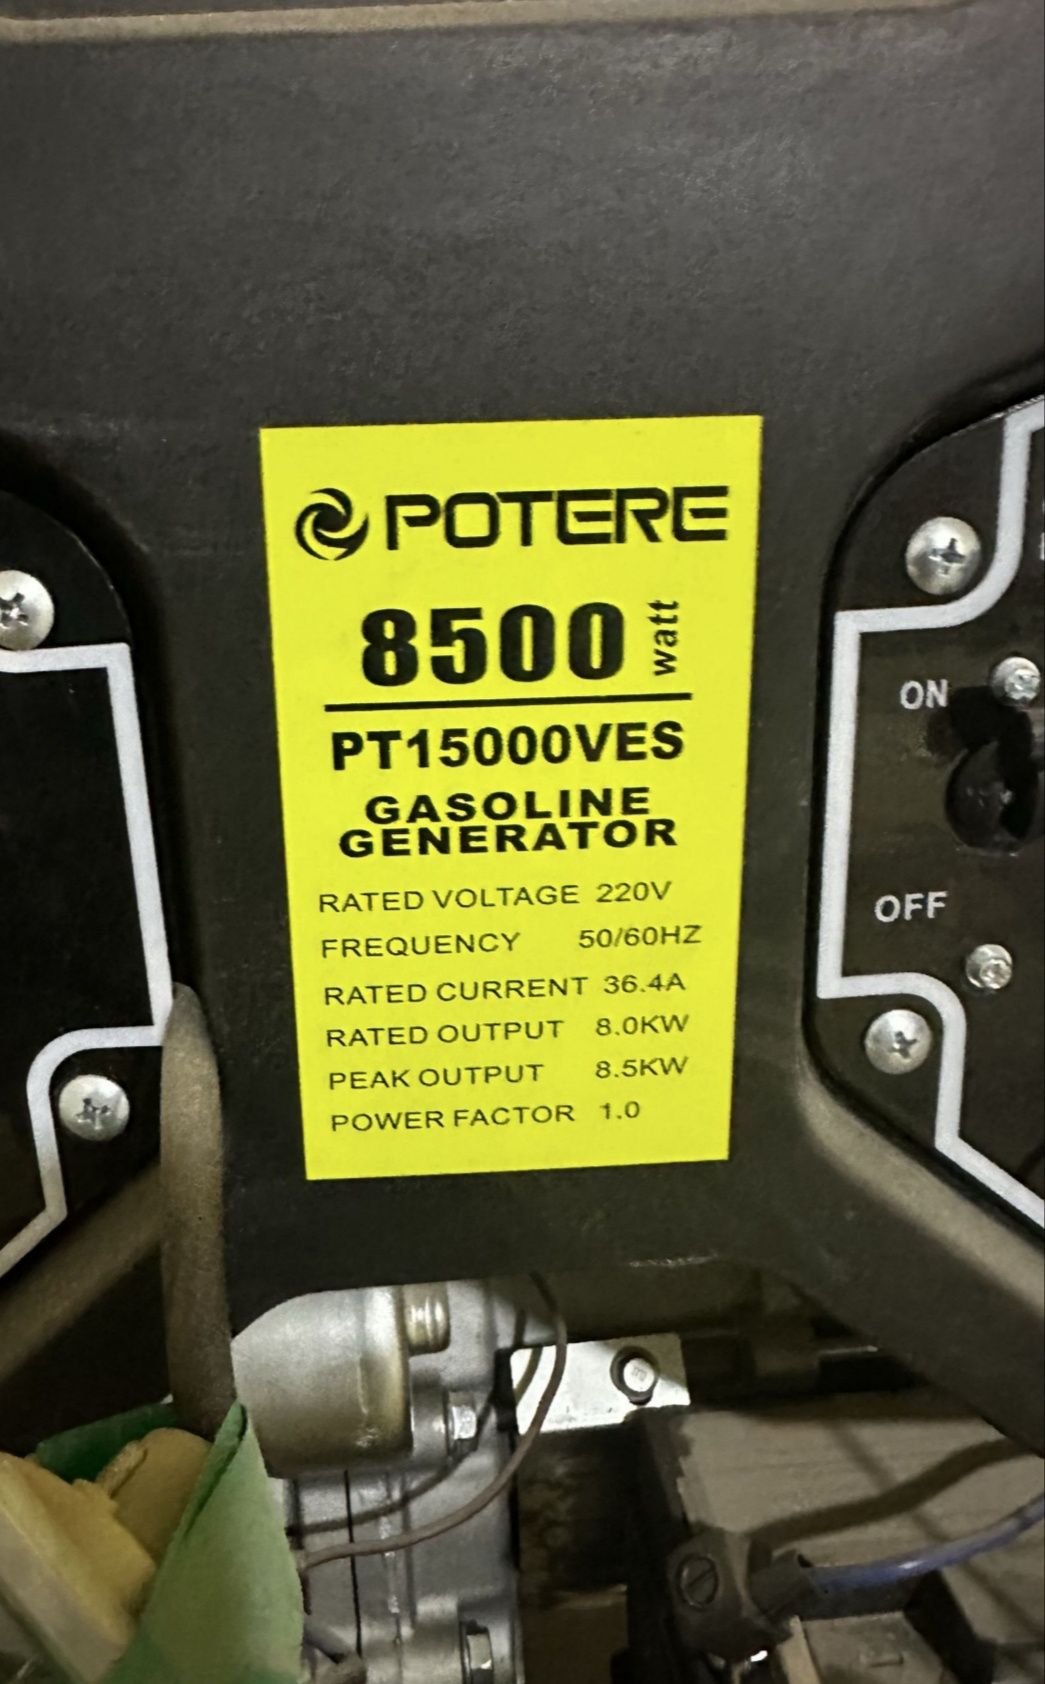 POTERE
8500 watt
PT15000VES
GASOLINE
GENERATOR
RATED VOLTAGE 220V
FREQUENCY 50/60HZ
RATED CURRENT 36.4A
RATED OUTPUT 8.0KW
PEAK OUTPUT 8.5KW
POWER FACTOR 1.0
ON
OFF